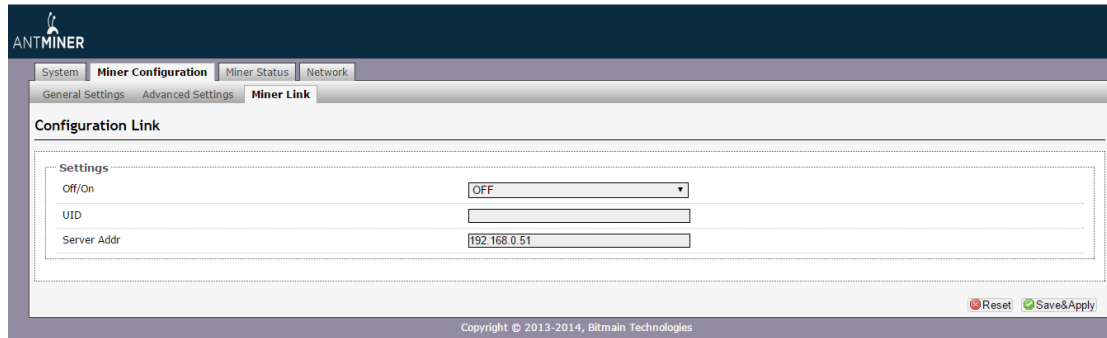 ANTMINER
System Miner Configuration Miner Status Network
General Settings Advanced Settings Miner Link
Configuration Link
Settings
Off/On OFF
UID
Server Addr 192.168.0.51
Reset Save&Apply
Copyright © 2013-2014, Bitmain Technologies